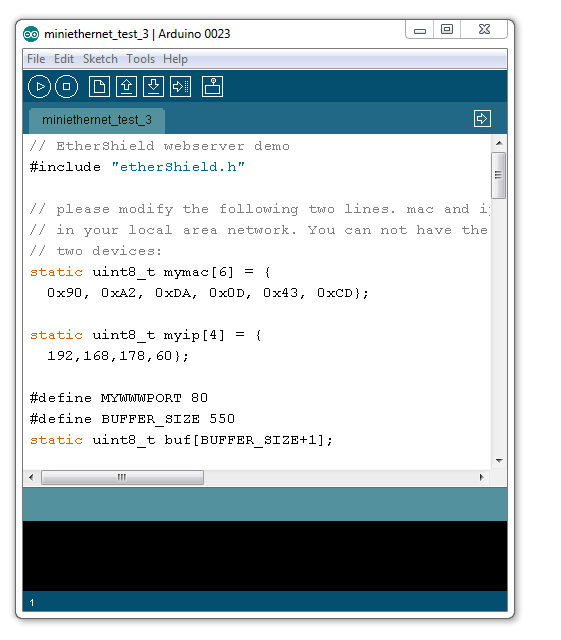 miniethernet_test_3 | Arduino 0023
File Edit Sketch Tools Help
miniethernet_test_3
// EtherShield webserver demo
#include "etherShield.h"
// please modify the following two lines. mac and i
// in your local area network. You can not have the
// two devices:
static uint8_t mymac[6] = {
0x90, 0xA2, 0xDA, 0x0D, 0x43, 0xCD};
static uint8_t myip[4] = {
192,168,178,60};
#define MYWWWPORT 80
#define BUFFER_SIZE 550
static uint8_t buf[BUFFER_SIZE+1];
1